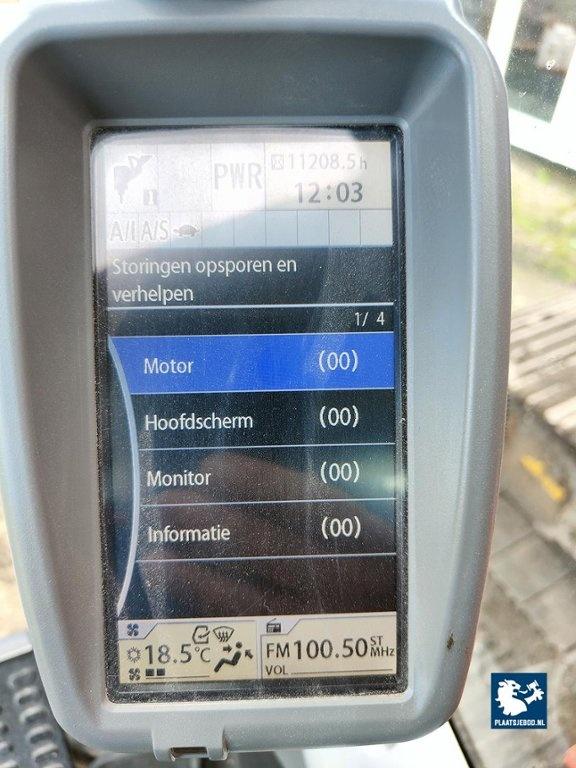 PWR
11208.5h
1
12:03
A/I A/S
Storingen opsporen en
verhelpen
1/ 4
Motor (00)
Hoofdscherm (00)
Monitor (00)
Informatie (00)
18.5°C
FM 100.50 ST MHz
VOL
PLAATSJEBOD.NL